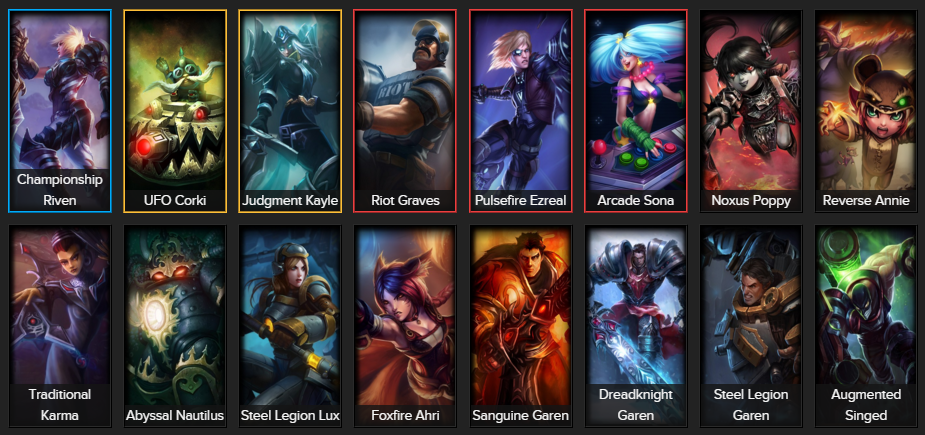 Championship
Riven
UFO Corki
Judgment Kayle
RIOT
Riot Graves
Pulsefire Ezreal
Arcade Sona
Noxus Poppy
Reverse Annie
Traditional
Karma
Abyssal Nautilus
Steel Legion Lux
Foxfire Ahri
Sanguine Garen
Dreadknight
Garen
Steel Legion
Garen
Augmented
Singed